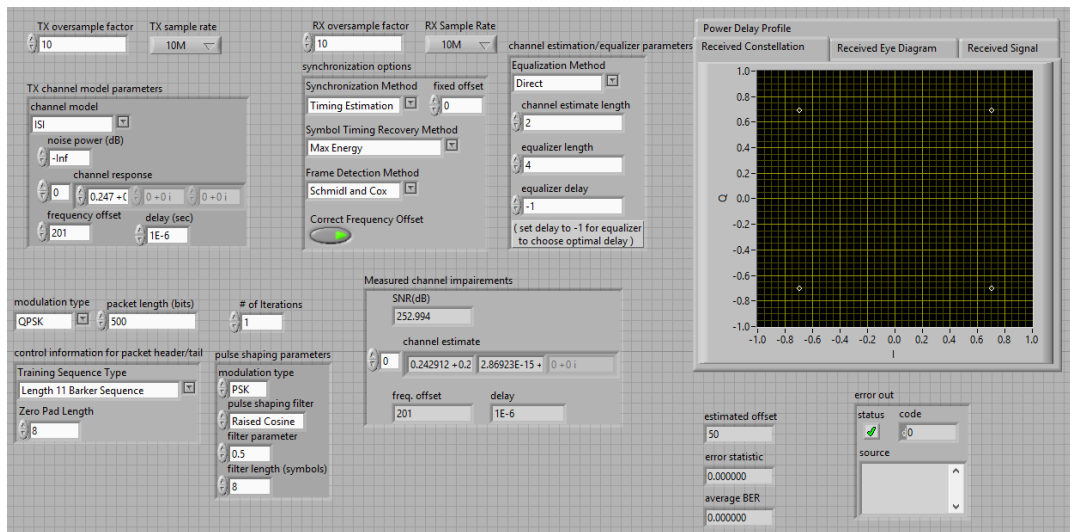 TX oversample factor
10
TX sample rate
10M
RX oversample factor
10
RX Sample Rate
10M
TX channel model parameters
channel model
ISI
noise power (dB)
-Inf
channel response
0
0.247 +0
0 +0 i
0 +0 i
frequency offset
201
delay (sec)
1E-6
synchronization options
Synchronization Method
Timing Estimation
fixed offset
0
Symbol Timing Recovery Method
Max Energy
Frame Detection Method
Schmidl and Cox
Correct Frequency Offset
channel estimation/equalizer parameters
Equalization Method
Direct
channel estimate length
2
equalizer length
4
equalizer delay
-1
( set delay to -1 for equalizer
to choose optimal delay )
Power Delay Profile
Received Constellation
Received Eye Diagram
Received Signal
1.0
0.8
0.6
0.4
0.2
0.0
-0.2
-0.4
-0.6
-0.8
-1.0
Q
-1.0 -0.8 -0.6 -0.4 -0.2 0.0 0.2 0.4 0.6 0.8 1.0
I
modulation type
QPSK
packet length (bits)
500
# of Iterations
1
control information for packet header/tail
Training Sequence Type
Length 11 Barker Sequence
Zero Pad Length
8
pulse shaping parameters
modulation type
PSK
pulse shaping filter
Raised Cosine
filter parameter
0.5
filter length (symbols)
8
Measured channel impairements
SNR(dB)
252.994
channel estimate
0
0.242912 +0.2
2.86923E-15 +
0 +0 i
freq. offset
201
delay
1E-6
estimated offset
50
error statistic
0.000000
average BER
0.000000
error out
status
code
0
source